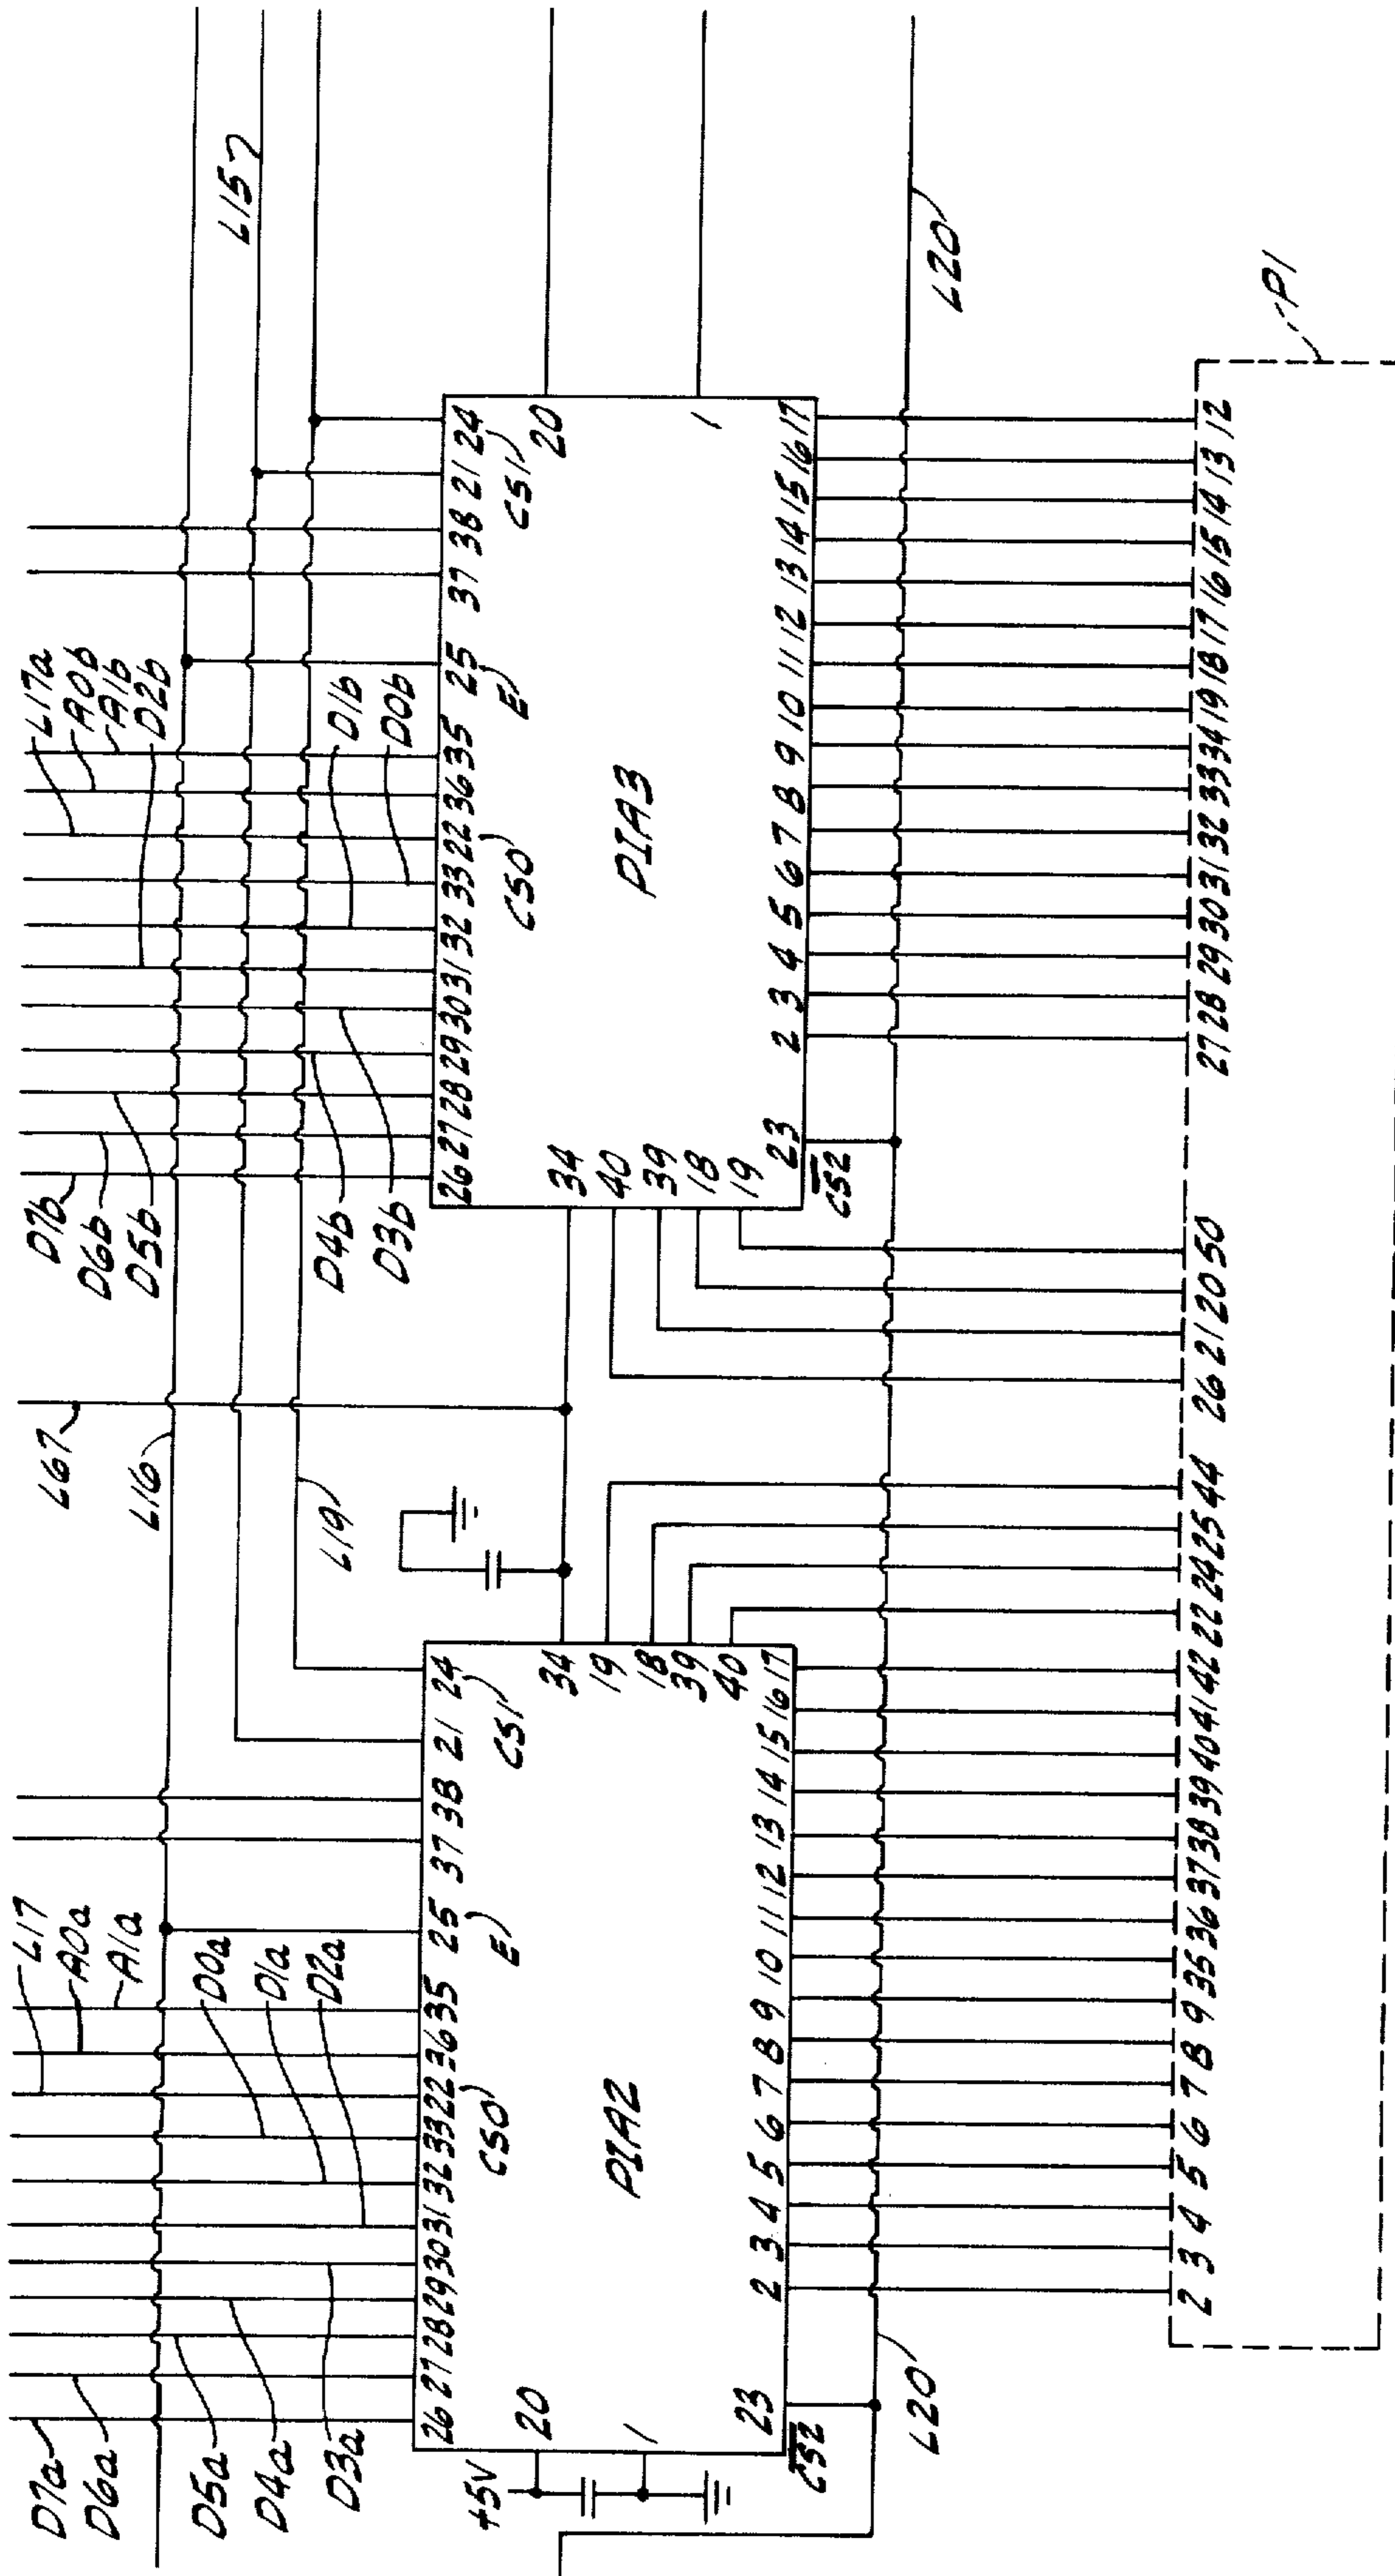 L17
A0a
A1a
L67
L16
L17a
A0b
A1b
D2b
L15
D7a
D6a
D5a
D4a
D3a
D0a
D1a
D2a
L19
D7b
D6b
D5b
D4b
D3b
D1b
D0b
26 27 28 29 30 31 32 33 22 36 35 25 37 38 21 24
CS0 E CS1
+5V
20
1
PIA2
34
19
18
39
40
23
CS2
2 3 4 5 6 7 8 9 10 11 12 13 14 15 16 17
26 27 28 29 30 31 32 33 22 36 35 25 37 38 21 24
CS0 E CS1
34
40
39
18
19
PIA3
20
1
23
CS2
2 3 4 5 6 7 8 9 10 11 12 13 14 15 16 17
L20
L20
2 3 4 5 6 7 8 9 35 36 37 38 39 40 41 42 22 24 25 44 26 21 20 50 27 28 29 30 31 32 33 34 19 18 17 16 15 14 13 12
P1